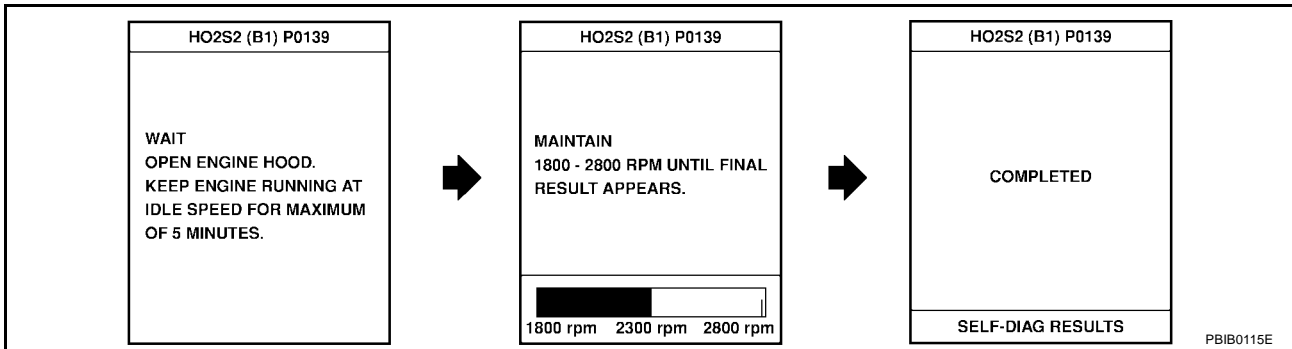 HO2S2 (B1) P0139
WAIT
OPEN ENGINE HOOD.
KEEP ENGINE RUNNING AT
IDLE SPEED FOR MAXIMUM
OF 5 MINUTES.
HO2S2 (B1) P0139
MAINTAIN
1800 - 2800 RPM UNTIL FINAL
RESULT APPEARS.
1800 rpm 2300 rpm 2800 rpm
HO2S2 (B1) P0139
COMPLETED
SELF-DIAG RESULTS
PBIB0115E